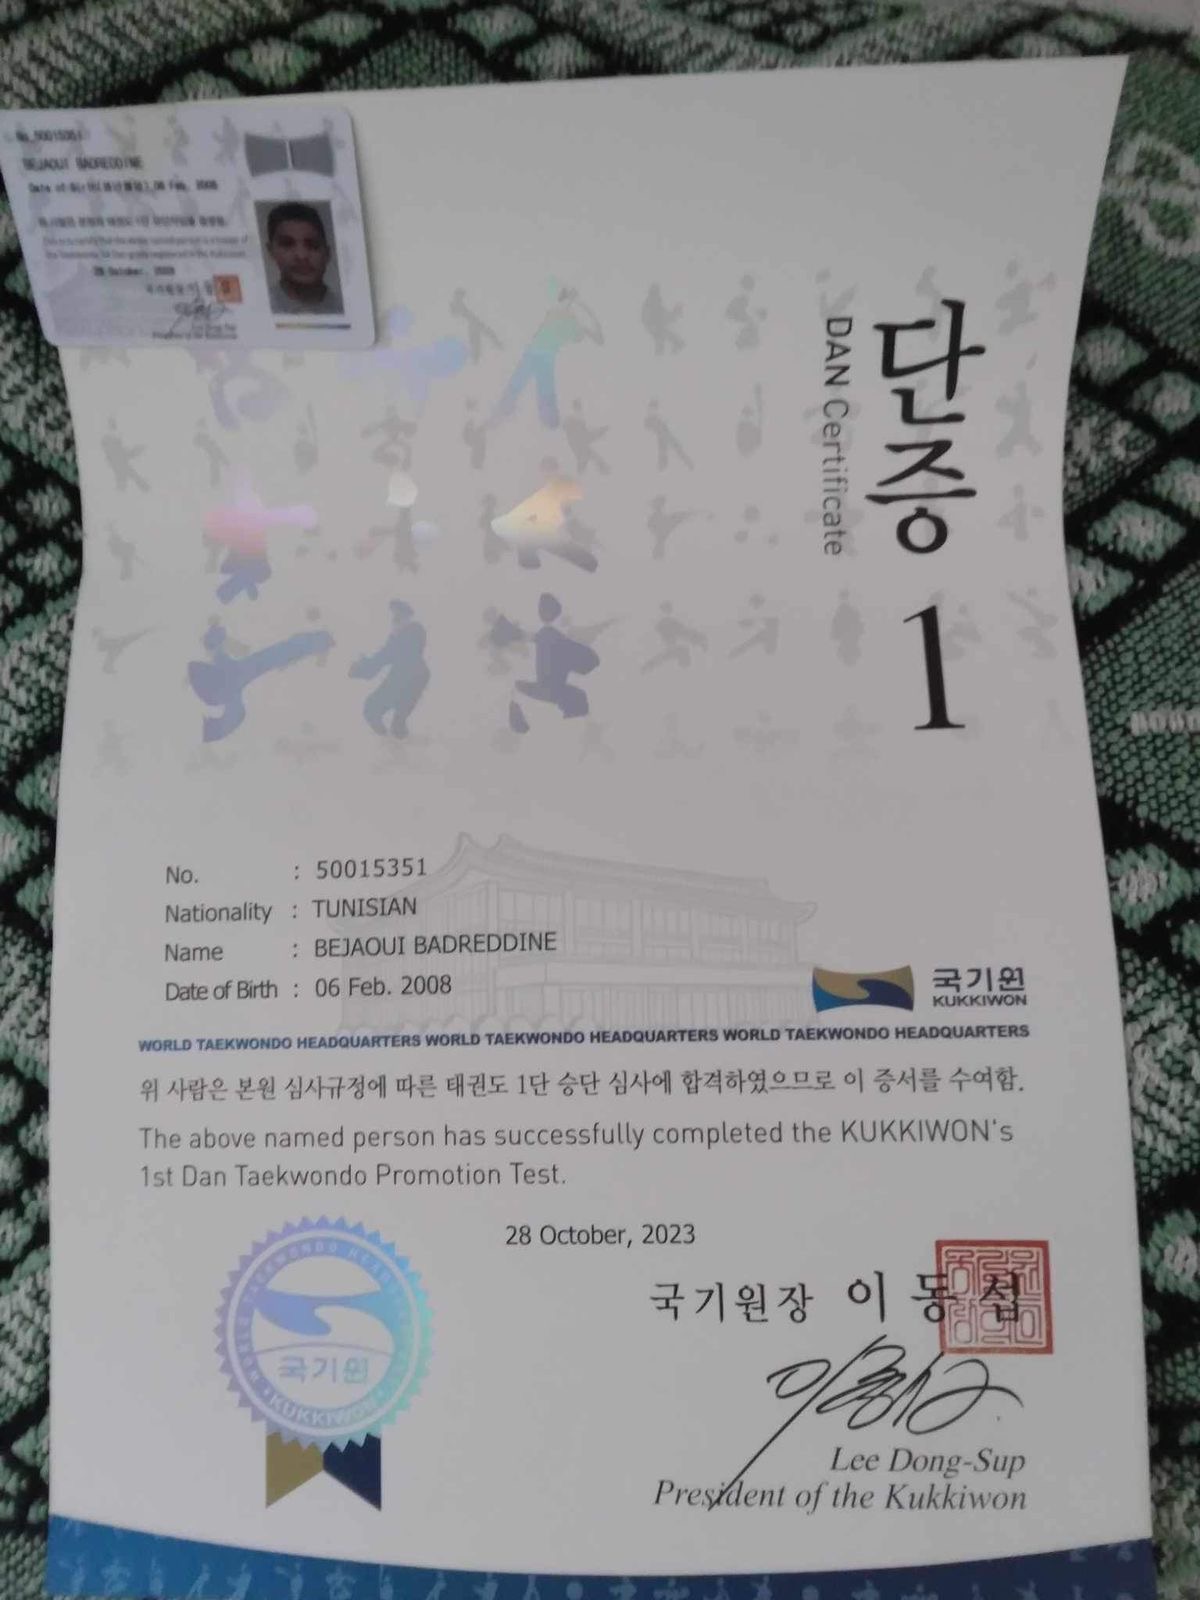 No. 50015351
BEJAOUI BADREDDINE
06 Feb. 2008
단증
DAN Certificate
1
No. : 50015351
Nationality : TUNISIAN
Name : BEJAOUI BADREDDINE
Date of Birth : 06 Feb. 2008
국기원
KUKKIWON
WORLD TAEKWONDO HEADQUARTERS WORLD TAEKWONDO HEADQUARTERS WORLD TAEKWONDO HEADQUARTERS
위 사람은 본원 심사규정에 따른 태권도 1단 승단 심사에 합격하였으므로 이 증서를 수여함.
The above named person has successfully completed the KUKKIWON's
1st Dan Taekwondo Promotion Test.
28 October, 2023
국기원장 이동섭
국기원
KUKKIWON
Lee Dong-Sup
President of the Kukkiwon